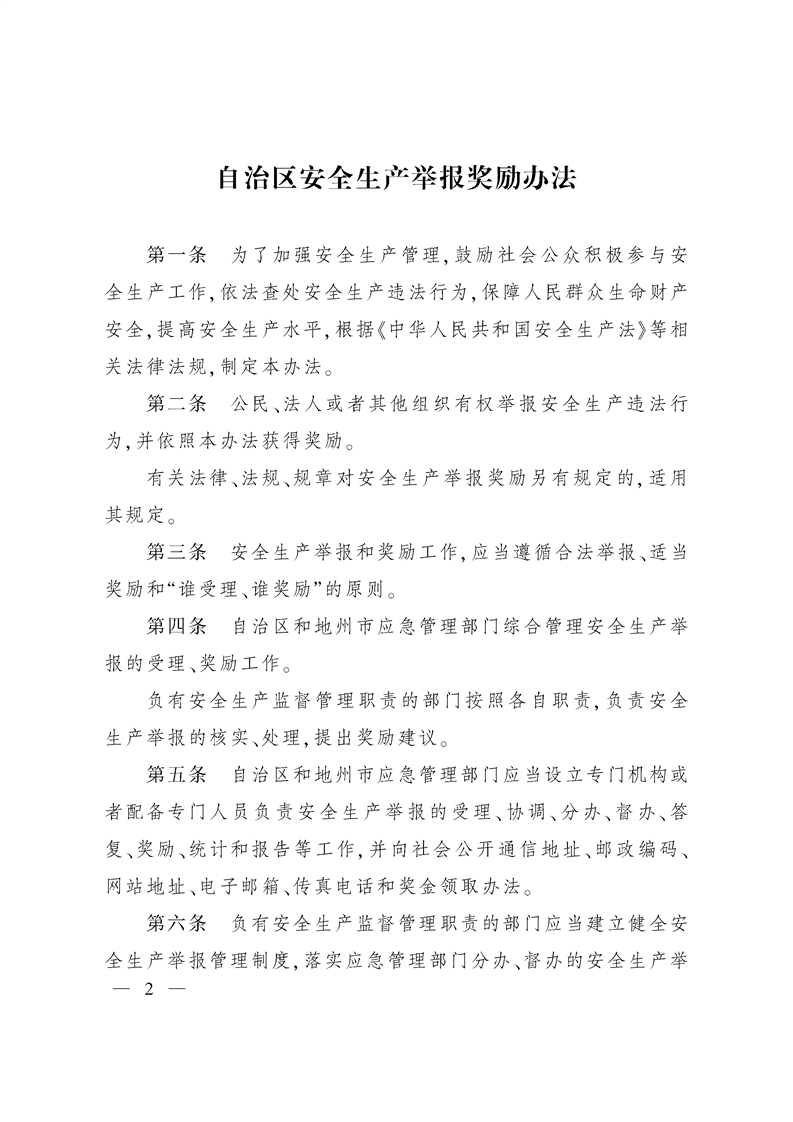 自治区安全生产举报奖励办法
第一条　为了加强安全生产管理,鼓励社会公众积极参与安
全生产工作,依法查处安全生产违法行为,保障人民群众生命财产
安全,提高安全生产水平,根据《中华人民共和国安全生产法》等相
关法律法规,制定本办法。
第二条　公民、法人或者其他组织有权举报安全生产违法行
为,并依照本办法获得奖励。
有关法律、法规、规章对安全生产举报奖励另有规定的,适用
其规定。
第三条　安全生产举报和奖励工作,应当遵循合法举报、适当
奖励和“谁受理、谁奖励”的原则。
第四条　自治区和地州市应急管理部门综合管理安全生产举
报的受理、奖励工作。
负有安全生产监督管理职责的部门按照各自职责,负责安全
生产举报的核实、处理,提出奖励建议。
第五条　自治区和地州市应急管理部门应当设立专门机构或
者配备专门人员负责安全生产举报的受理、协调、分办、督办、答
复、奖励、统计和报告等工作,并向社会公开通信地址、邮政编码、
网站地址、电子邮箱、传真电话和奖金领取办法。
第六条　负有安全生产监督管理职责的部门应当建立健全安
全生产举报管理制度,落实应急管理部门分办、督办的安全生产举
— 2 —